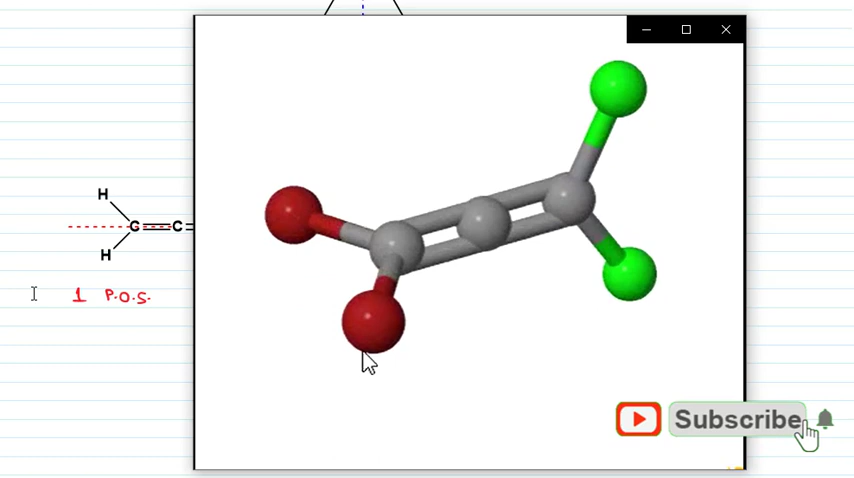 H
C=C=
H
1 P.O.S.
Subscribe